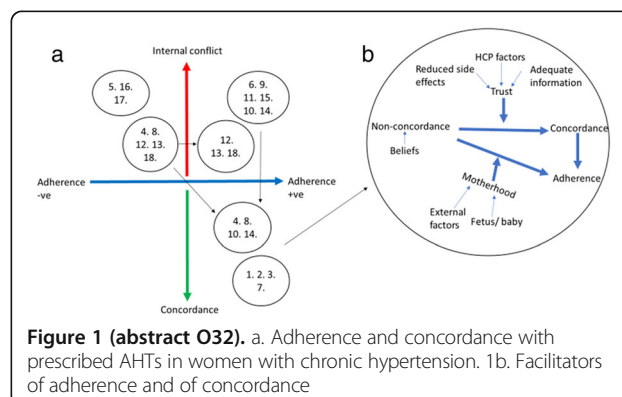 a
Internal conflict
5. 16.
17.
6. 9.
11. 15.
10. 14.
4. 8.
12. 13.
18.
12.
13. 18.
Adherence
-ve
Adherence
+ve
4. 8.
10. 14.
1. 2. 3.
7.
Concordance
b
HCP factors
Reduced side
effects
Adequate
information
Trust
Non-concordance
Concordance
Beliefs
Motherhood
Adherence
External
factors
Fetus/ baby
Figure 1 (abstract O32). a. Adherence and concordance with
prescribed AHTs in women with chronic hypertension. 1b. Facilitators
of adherence and of concordance